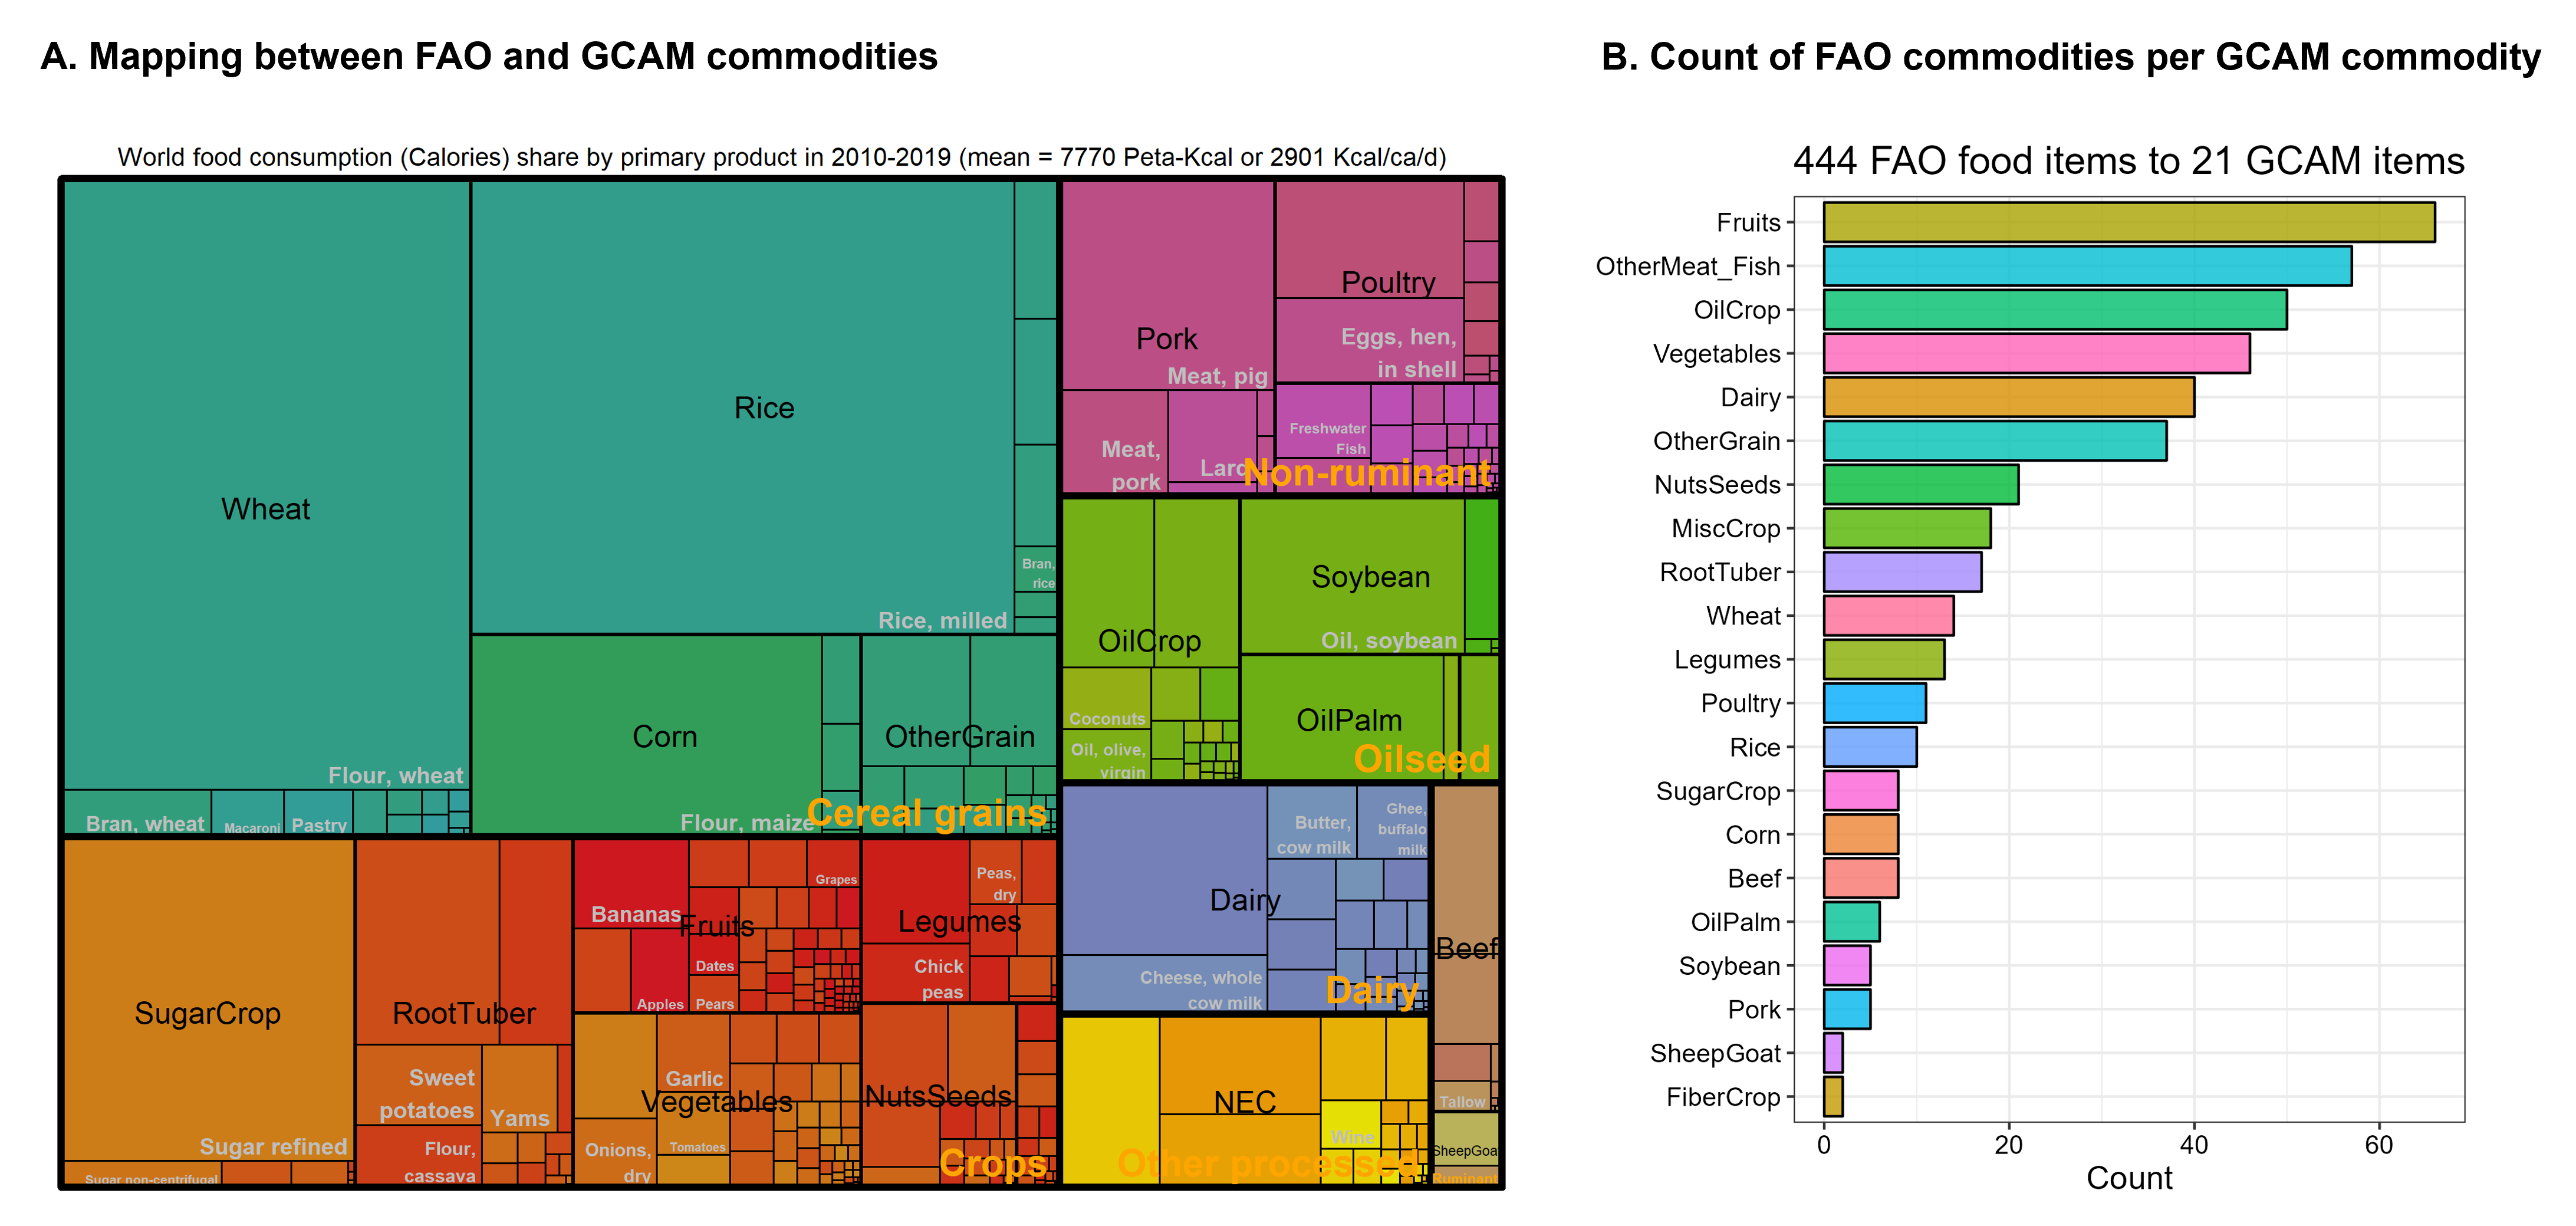 A. Mapping between FAO and GCAM commodities
World food consumption (Calories) share by primary product in 2010-2019 (mean = 7770 Peta-Kcal or 2901 Kcal/ca/d)
Wheat
Flour, wheat
Bran, wheat
Macaroni
Pastry
Rice
Rice, milled
Bran,
rice
Corn
Flour, maize
OtherGrain
Cereal grains
Pork
Meat, pig
Meat,
pork
Lard
Poultry
Eggs, hen,
in shell
Freshwater
Fish
Non-ruminant
OilCrop
Coconuts
Oil, olive,
virgin
Soybean
Oil, soybean
OilPalm
Oilseed
SugarCrop
Sugar refined
Sugar non-centrifugal
RootTuber
Sweet
potatoes
Yams
Flour,
cassava
Bananas
Grapes
Fruits
Dates
Apples
Pears
Legumes
Peas,
dry
Chick
peas
Vegetables
Garlic
Tomatoes
Onions,
dry
NutsSeeds
Crops
Dairy
Butter,
cow milk
Ghee,
buffalo
milk
Cheese, whole
cow milk
Dairy
Beef
Tallow
SheepGoat
Ruminant
NEC
Wine
Other processed
B. Count of FAO commodities per GCAM commodity
444 FAO food items to 21 GCAM items
Fruits
OtherMeat_Fish
OilCrop
Vegetables
Dairy
OtherGrain
NutsSeeds
MiscCrop
RootTuber
Wheat
Legumes
Poultry
Rice
SugarCrop
Corn
Beef
OilPalm
Soybean
Pork
SheepGoat
FiberCrop
0 20 40 60
Count